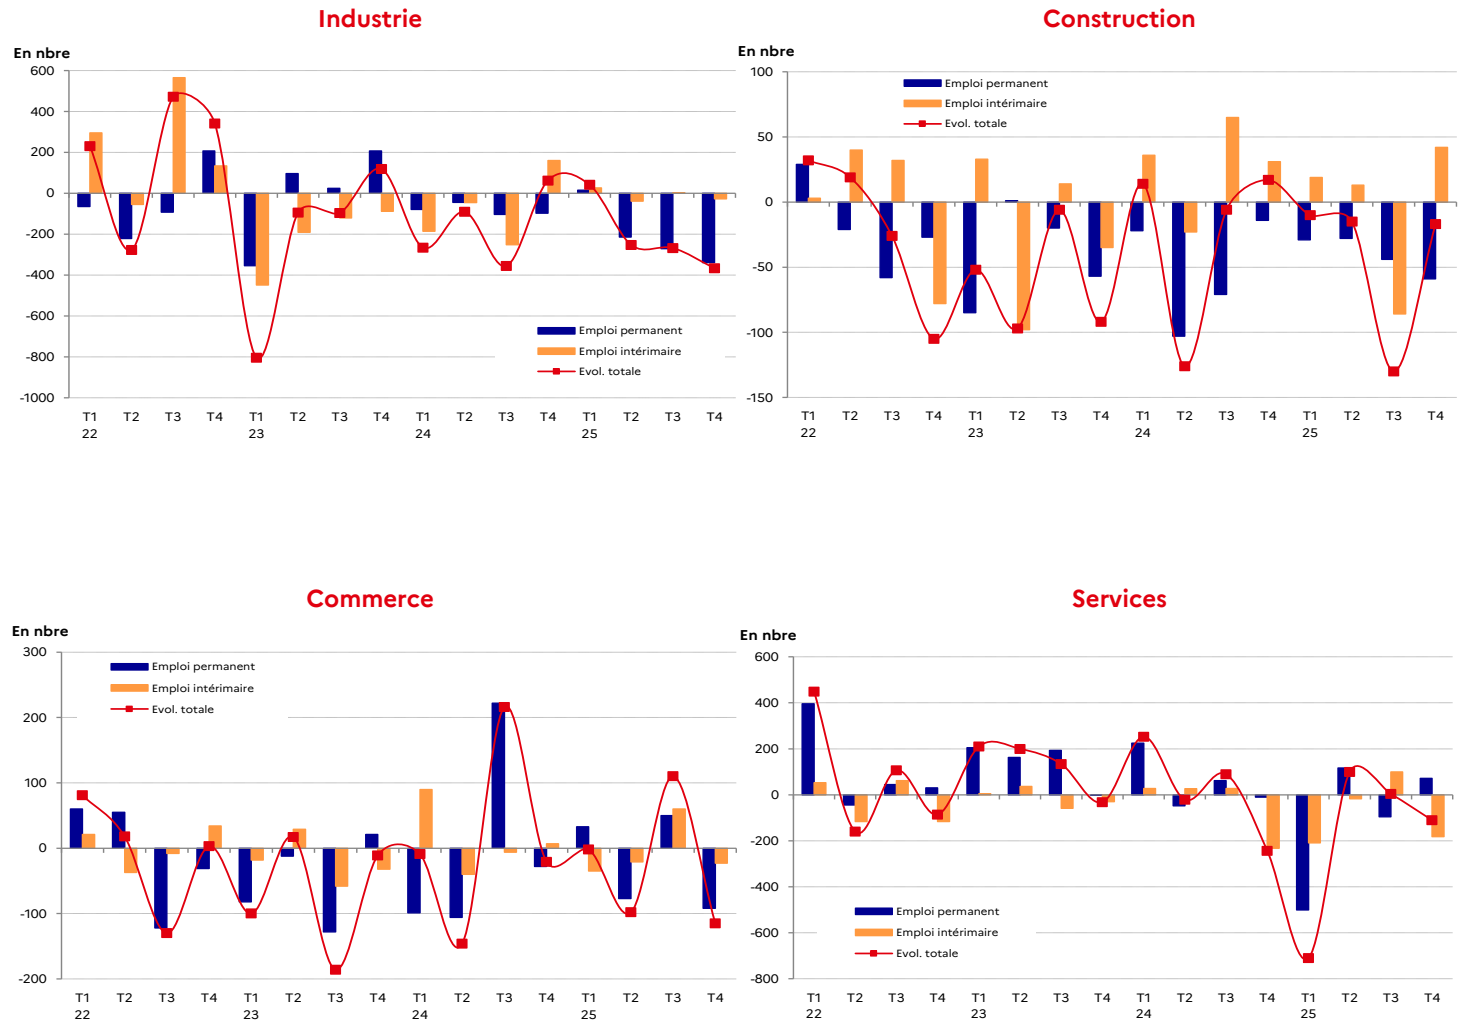 Industrie
En nbre
600
400
200
0
-200
-400
-600
-800
-1000
Emploi permanent
Emploi intérimaire
Evol. totale
T1 T2 T3 T4 T1 T2 T3 T4 T1 T2 T3 T4 T1 T2 T3 T4
22 23 24 25
Construction
En nbre
100
50
0
-50
-100
-150
Emploi permanent
Emploi intérimaire
Evol. totale
T1 T2 T3 T4 T1 T2 T3 T4 T1 T2 T3 T4 T1 T2 T3 T4
22 23 24 25
Commerce
En nbre
300
200
100
0
-100
-200
Emploi permanent
Emploi intérimaire
Evol. totale
T1 T2 T3 T4 T1 T2 T3 T4 T1 T2 T3 T4 T1 T2 T3 T4
22 23 24 25
Services
En nbre
600
400
200
0
-200
-400
-600
-800
Emploi permanent
Emploi intérimaire
Evol. totale
T1 T2 T3 T4 T1 T2 T3 T4 T1 T2 T3 T4 T1 T2 T3 T4
22 23 24 25